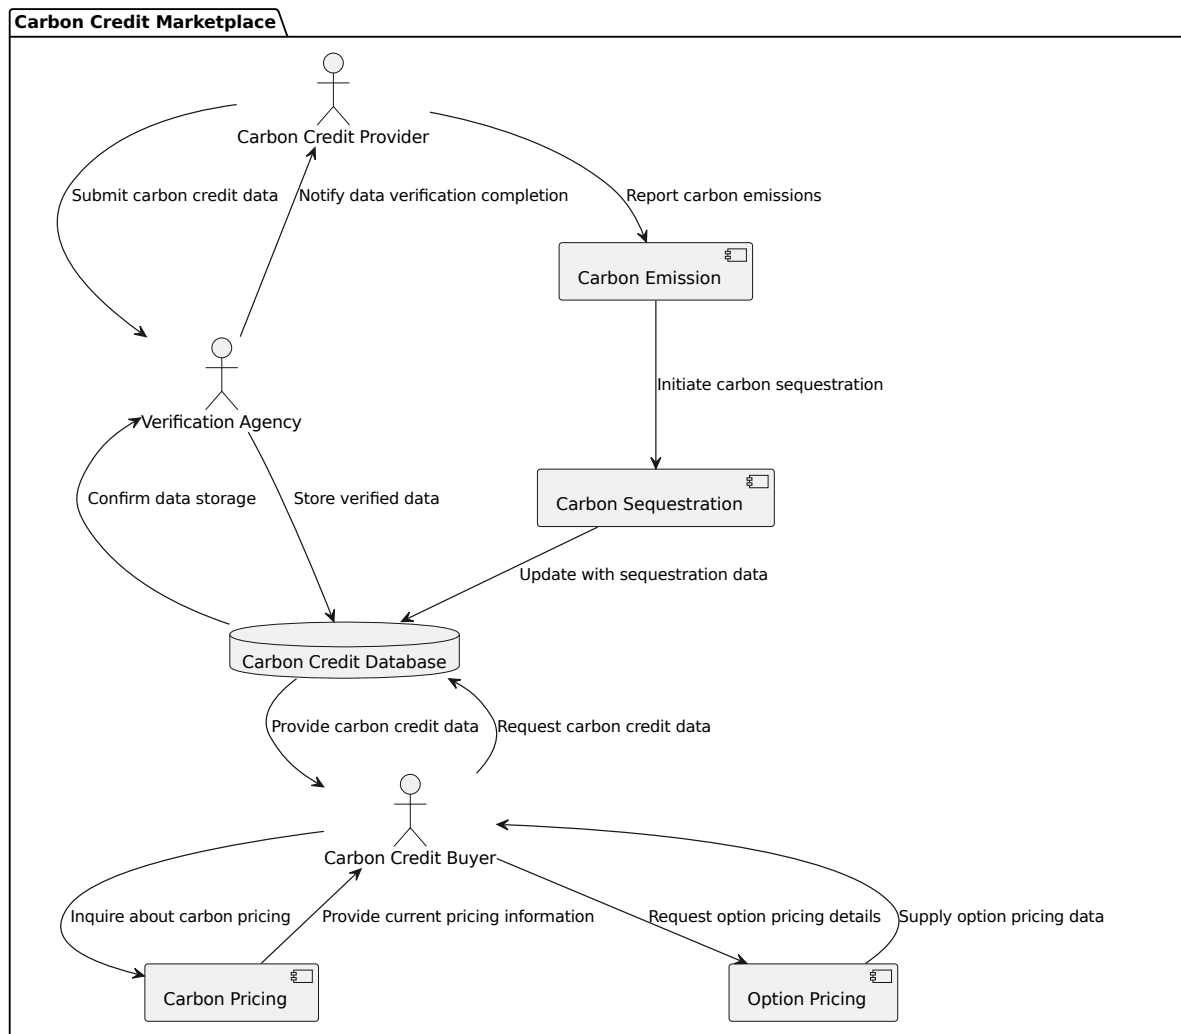 Carbon Credit Marketplace
Carbon Credit Provider
Submit carbon credit data
Notify data verification completion
Report carbon emissions
Carbon Emission
Verification Agency
Initiate carbon sequestration
Confirm data storage
Store verified data
Carbon Sequestration
Update with sequestration data
Carbon Credit Database
Provide carbon credit data
Request carbon credit data
Carbon Credit Buyer
Inquire about carbon pricing
Provide current pricing information
Request option pricing details
Supply option pricing data
Carbon Pricing
Option Pricing